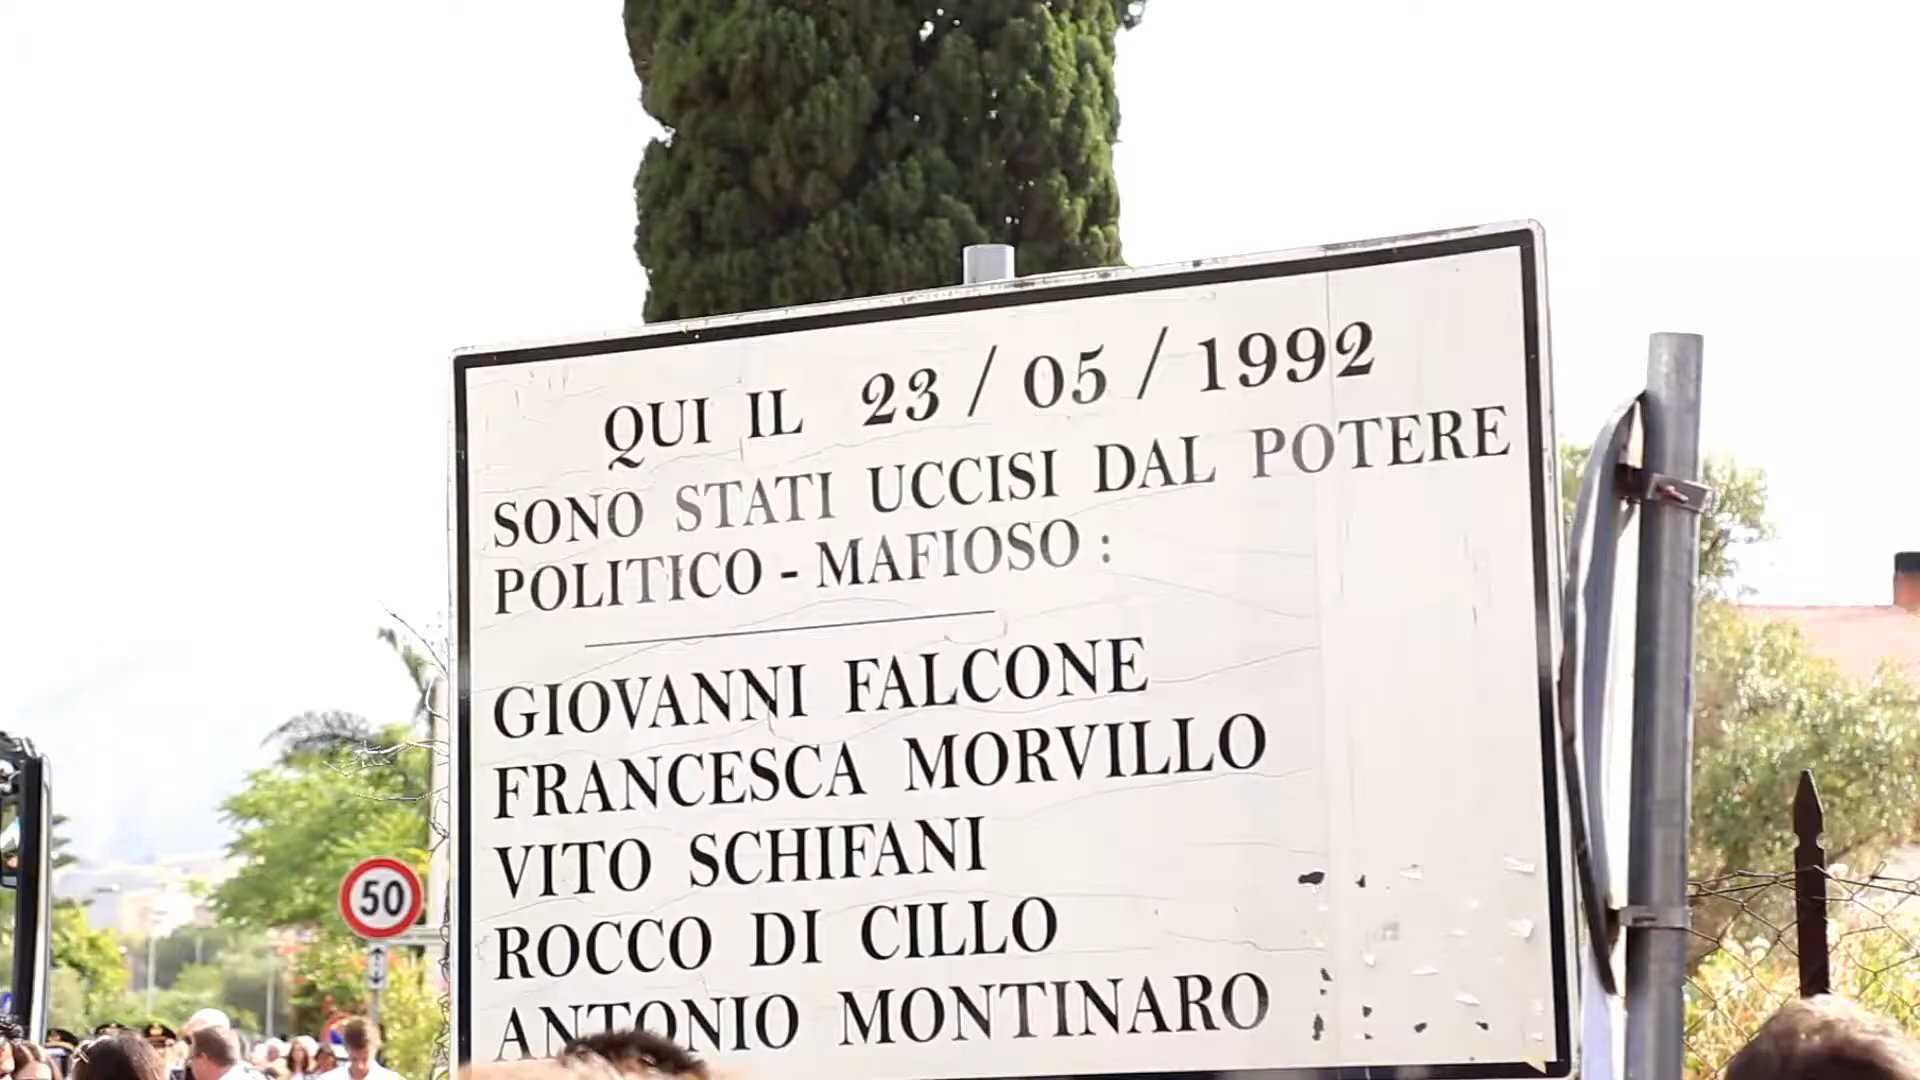 QUI IL 23/05/1992
SONO STATI UCCISI DAL POTERE
POLITICO - MAFIOSO :
GIOVANNI FALCONE
FRANCESCA MORVILLO
VITO SCHIFANI
ROCCO DI CILLO
ANTONIO MONTINARO
50